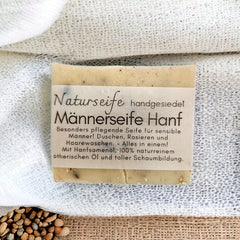 Naturseife handgesiedet
Männerseife Hanf
Besonders pflegende Seife für sensible
Männer! Duschen, Rasieren und
Haarewaschen. - Alles in einem!
Mit Hanfsamenöl, 100% naturreinem
ätherischen Öl und toller Schaumbildung.